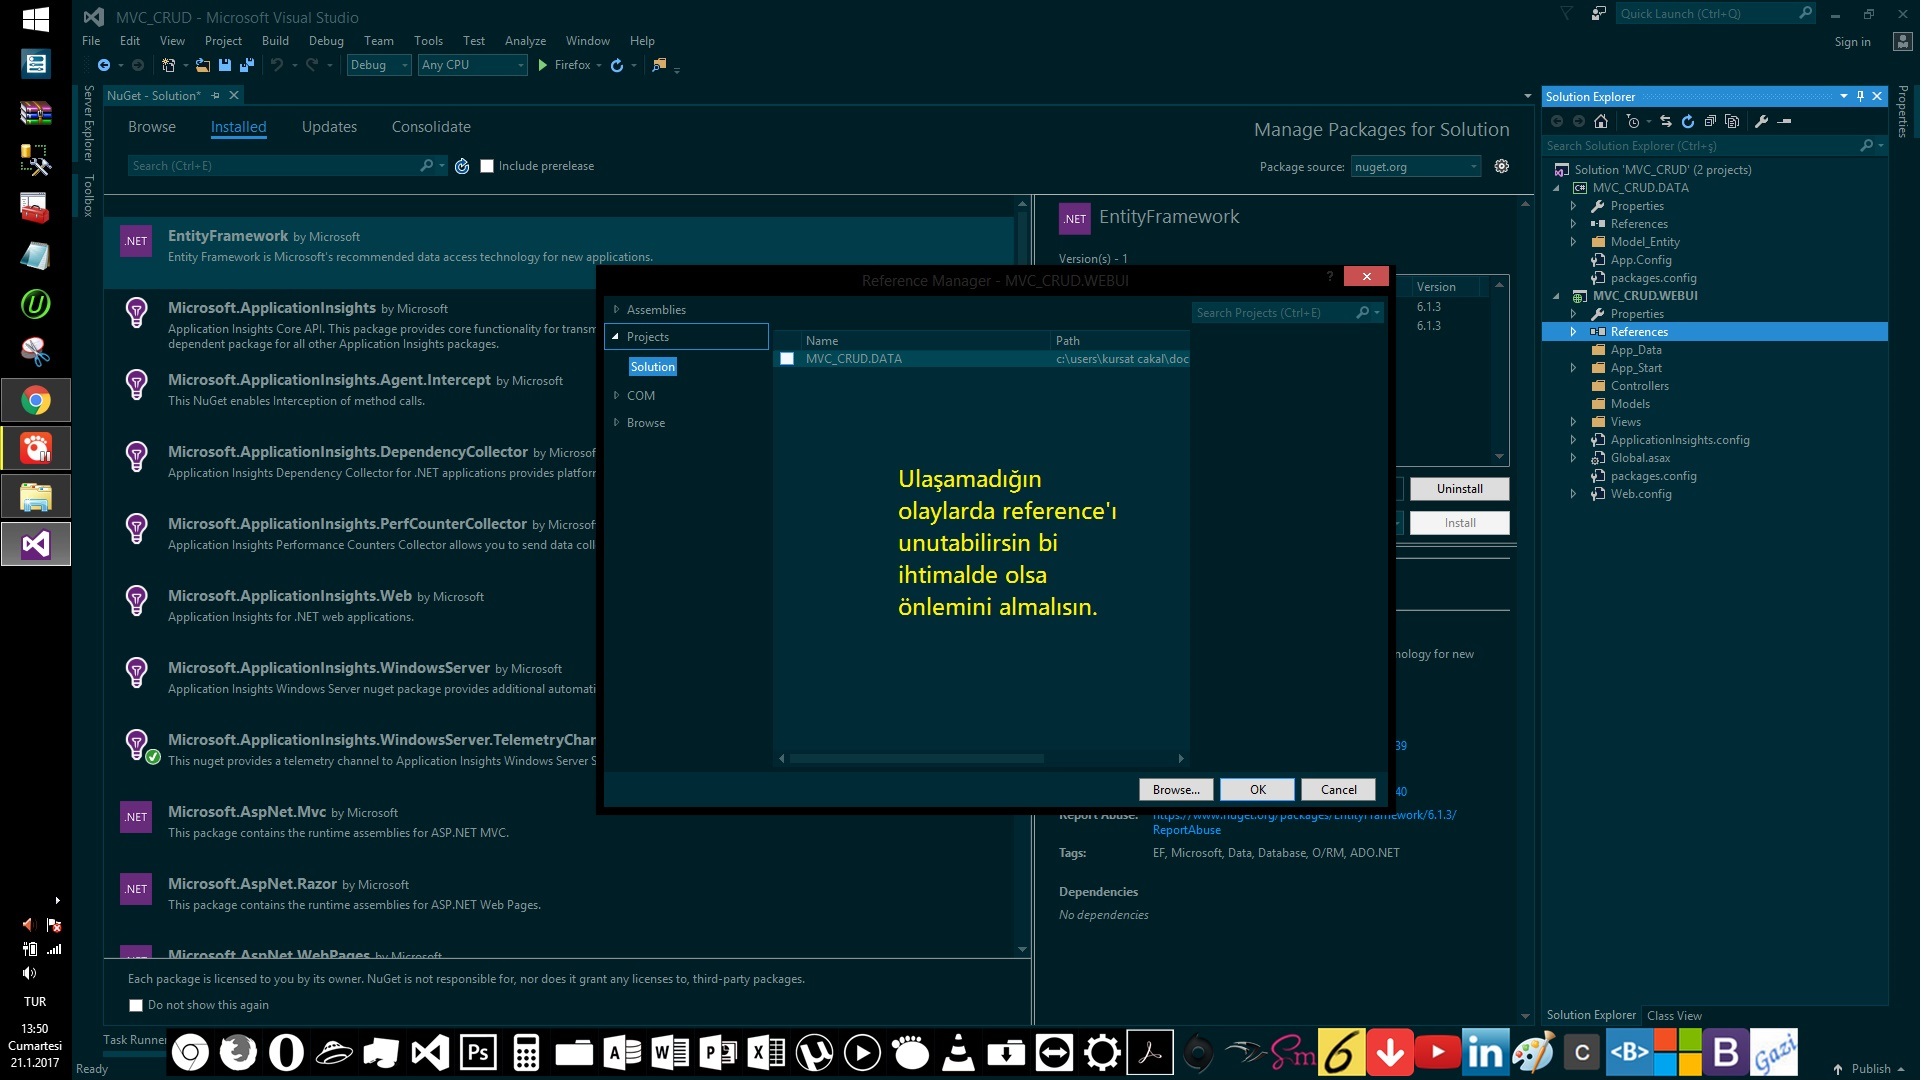 MVC_CRUD - Microsoft Visual Studio
Quick Launch (Ctrl+Q)
File Edit View Project Build Debug Team Tools Test Analyze Window Help
Sign in
Debug Any CPU Firefox
Server Explorer
Toolbox
NuGet - Solution*
Browse Installed Updates Consolidate
Manage Packages for Solution
Search (Ctrl+E)
Include prerelease
Package source: nuget.org
EntityFramework by Microsoft
Entity Framework is Microsoft's recommended data access technology for new applications.
Microsoft.ApplicationInsights by Microsoft
Application Insights Core API. This package provides core functionality for transm
dependent package for all other Application Insights packages.
Microsoft.ApplicationInsights.Agent.Intercept by Microsoft
This NuGet enables Interception of method calls.
Microsoft.ApplicationInsights.DependencyCollector by Microso
Application Insights Dependency Collector for .NET applications provides platfor
Microsoft.ApplicationInsights.PerfCounterCollector by Microsof
Application Insights Performance Counters Collector allows you to send data coll
Microsoft.ApplicationInsights.Web by Microsoft
Application Insights for .NET web applications.
Microsoft.ApplicationInsights.WindowsServer by Microsoft
Application Insights Windows Server nuget package provides additional automati
Microsoft.ApplicationInsights.WindowsServer.TelemetryChan
This nuget provides a telemetry channel to Application Insights Windows Server S
.NET
Microsoft.AspNet.Mvc by Microsoft
This package contains the runtime assemblies for ASP.NET MVC.
.NET
Microsoft.AspNet.Razor by Microsoft
This package contains the runtime assemblies for ASP.NET Web Pages.
Microsoft.AspNet.WebPages by Microsoft
Each package is licensed to you by its owner. NuGet is not responsible for, nor does it grant any licenses to, third-party packages.
Do not show this again
.NET
EntityFramework
Version(s) - 1
Version
6.1.3
6.1.3
Uninstall
Install
nology for new
39
40
Report Abuse: https://www.nuget.org/packages/EntityFramework/6.1.3/
ReportAbuse
Tags: EF, Microsoft, Data, Database, O/RM, ADO.NET
Dependencies
No dependencies
Reference Manager - MVC_CRUD.WEBUI
Assemblies
Projects
Solution
COM
Browse
Search Projects (Ctrl+E)
Name Path
MVC_CRUD.DATA c:\users\kursat cakal\doc
Ulaşamadığın
olaylarda reference'ı
unutabilirsin bi
ihtimalde olsa
önlemini almalısın.
Browse... OK Cancel
Solution Explorer
Search Solution Explorer (Ctrl+ş)
Solution 'MVC_CRUD' (2 projects)
MVC_CRUD.DATA
Properties
References
Model_Entity
App.Config
packages.config
MVC_CRUD.WEBUI
Properties
References
App_Data
App_Start
Controllers
Models
Views
ApplicationInsights.config
Global.asax
packages.config
Web.config
Solution Explorer Class View
Properties
Task Runner
Ready
Publish
TUR
13:50
Cumartesi
21.1.2017
Ps
Sm
6
in
C
<B>
B
Gazi